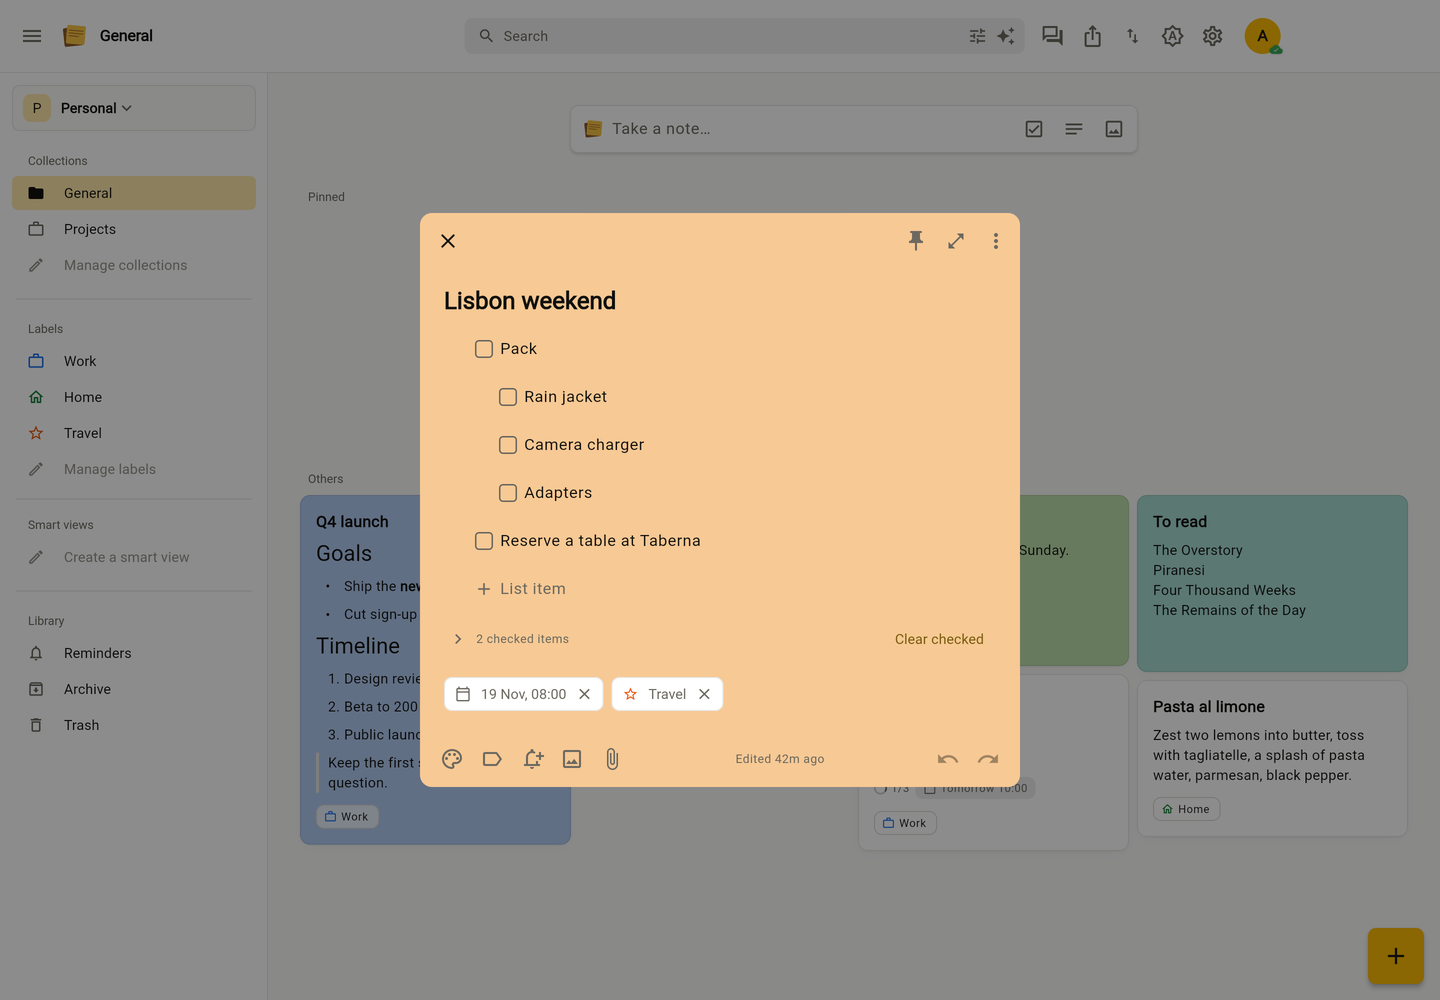 General
Search
A
P
Personal
Collections
General
Projects
Manage collections
Labels
Work
Home
Travel
Manage labels
Smart views
Create a smart view
Library
Reminders
Archive
Trash
Take a note...
Pinned
Lisbon weekend
Pack
Rain jacket
Camera charger
Adapters
Reserve a table at Taberna
List item
2 checked items
Clear checked
19 Nov, 08:00
Travel
Edited 42m ago
Others
Q4 launch
Goals
• Ship the new
• Cut sign-up
Timeline
1. Design revie
2. Beta to 200
3. Public launc
Keep the first
question.
Work
Sunday.
1/3
Tomorrow 10:00
Work
To read
The Overstory
Piranesi
Four Thousand Weeks
The Remains of the Day
Pasta al limone
Zest two lemons into butter, toss
with tagliatelle, a splash of pasta
water, parmesan, black pepper.
Home